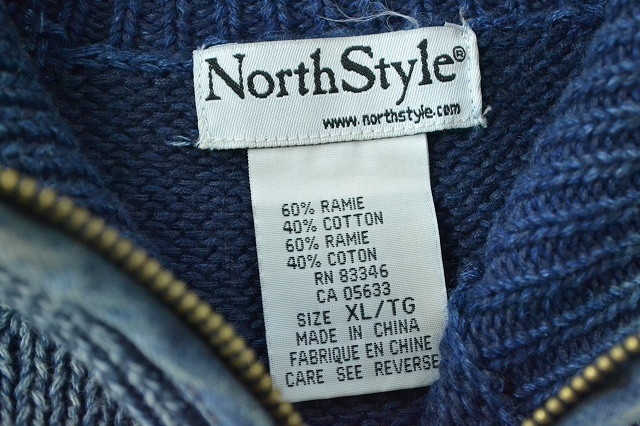 NorthStyle®
www.northstyle.com
60% RAMIE
40% COTTON
60% RAMIE
40% COTON
RN 83346
CA 05633
SIZE XL/TG
MADE IN CHINA
FABRIQUE EN CHINE
CARE SEE REVERSE